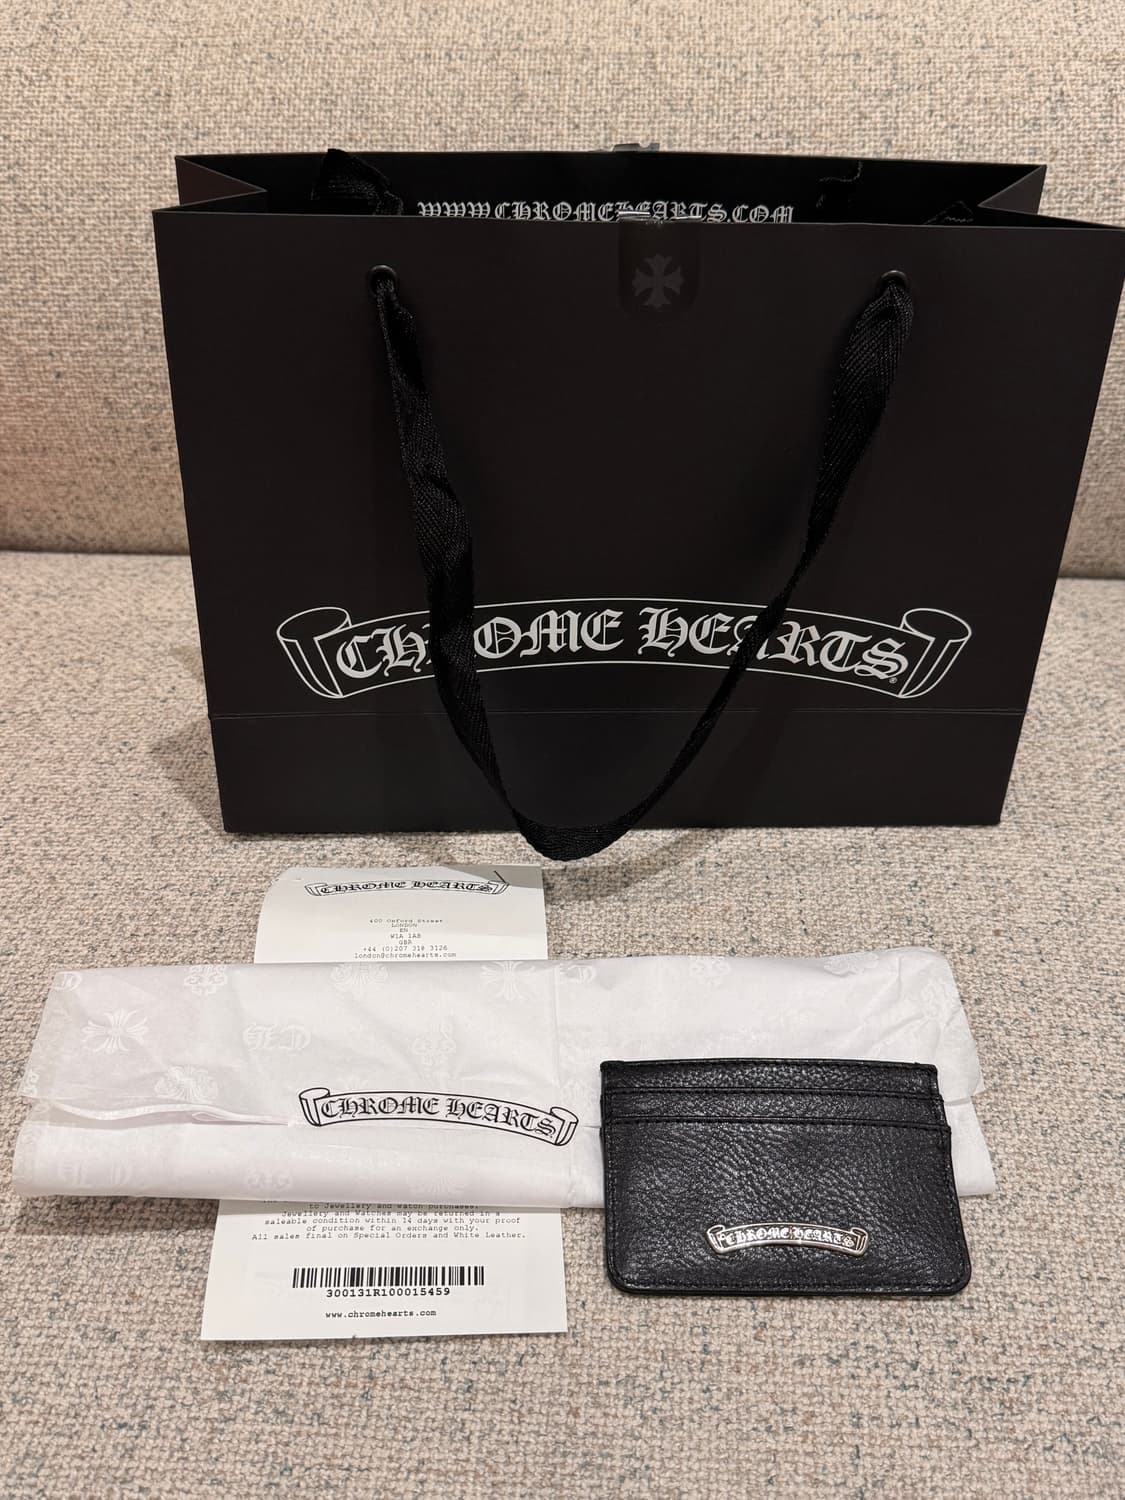 WWW.CHROMEHEARTS.COM
CHROME HEARTS®
CHROME HEARTS
400 Oxford Street
LONDON
EN
W1A 1AB
GBR
+44 (0)207 318 3126
london@chromehearts.com
CHROME HEARTS
CHROME HEARTS
to Jewellery and watch purchases.
Jewellery and Watches may be returned in a
saleable condition within 14 days with your proof
of purchase for an exchange only.
All sales final on Special Orders and White Leather.
300131R100015459
www.chromehearts.com